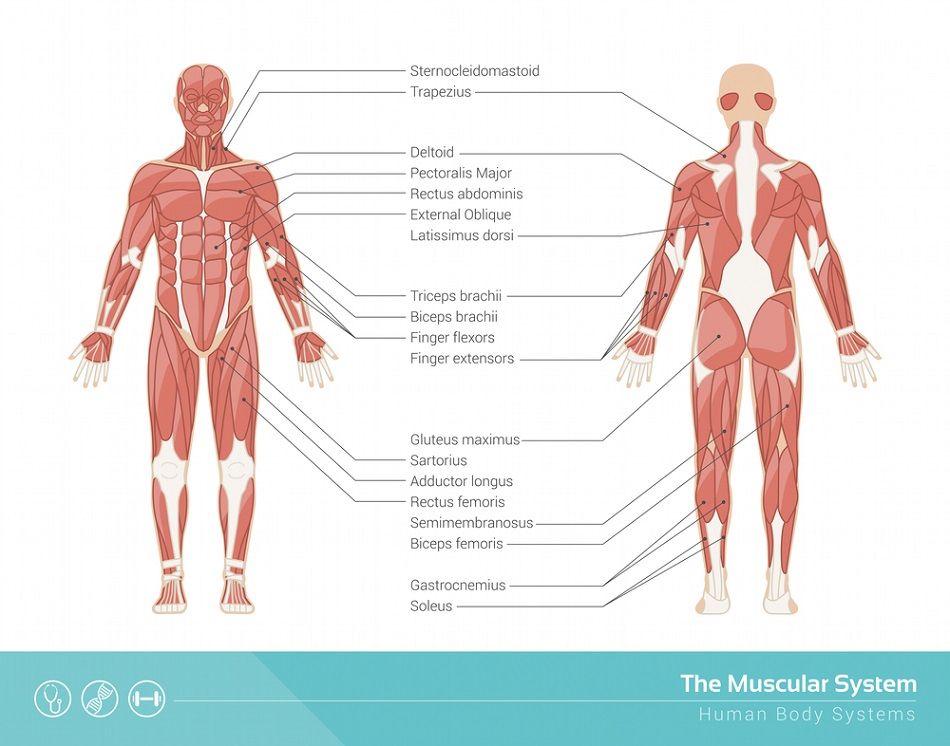 Sternocleidomastoid
Trapezius
Deltoid
Pectoralis Major
Rectus abdominis
External Oblique
Latissimus dorsi
Triceps brachii
Biceps brachii
Finger flexors
Finger extensors
Gluteus maximus
Sartorius
Adductor longus
Rectus femoris
Semimembranosus
Biceps femoris
Gastrocnemius
Soleus
The Muscular System
Human Body Systems